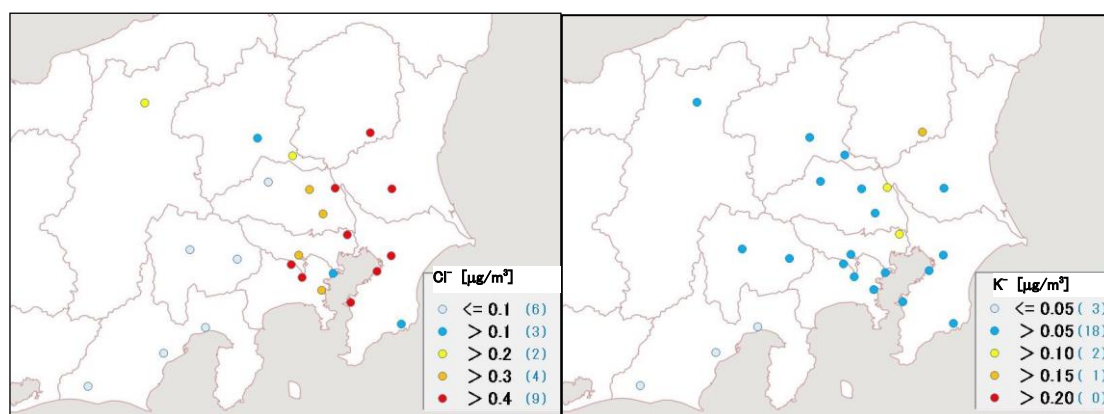 Cl⁻ [μg/m³]
<= 0.1 (6)
> 0.1 (3)
> 0.2 (2)
> 0.3 (4)
> 0.4 (9)
K⁻ [μg/m³]
<= 0.05 ( 3)
> 0.05 (18)
> 0.10 ( 2)
> 0.15 ( 1)
> 0.20 ( 0)